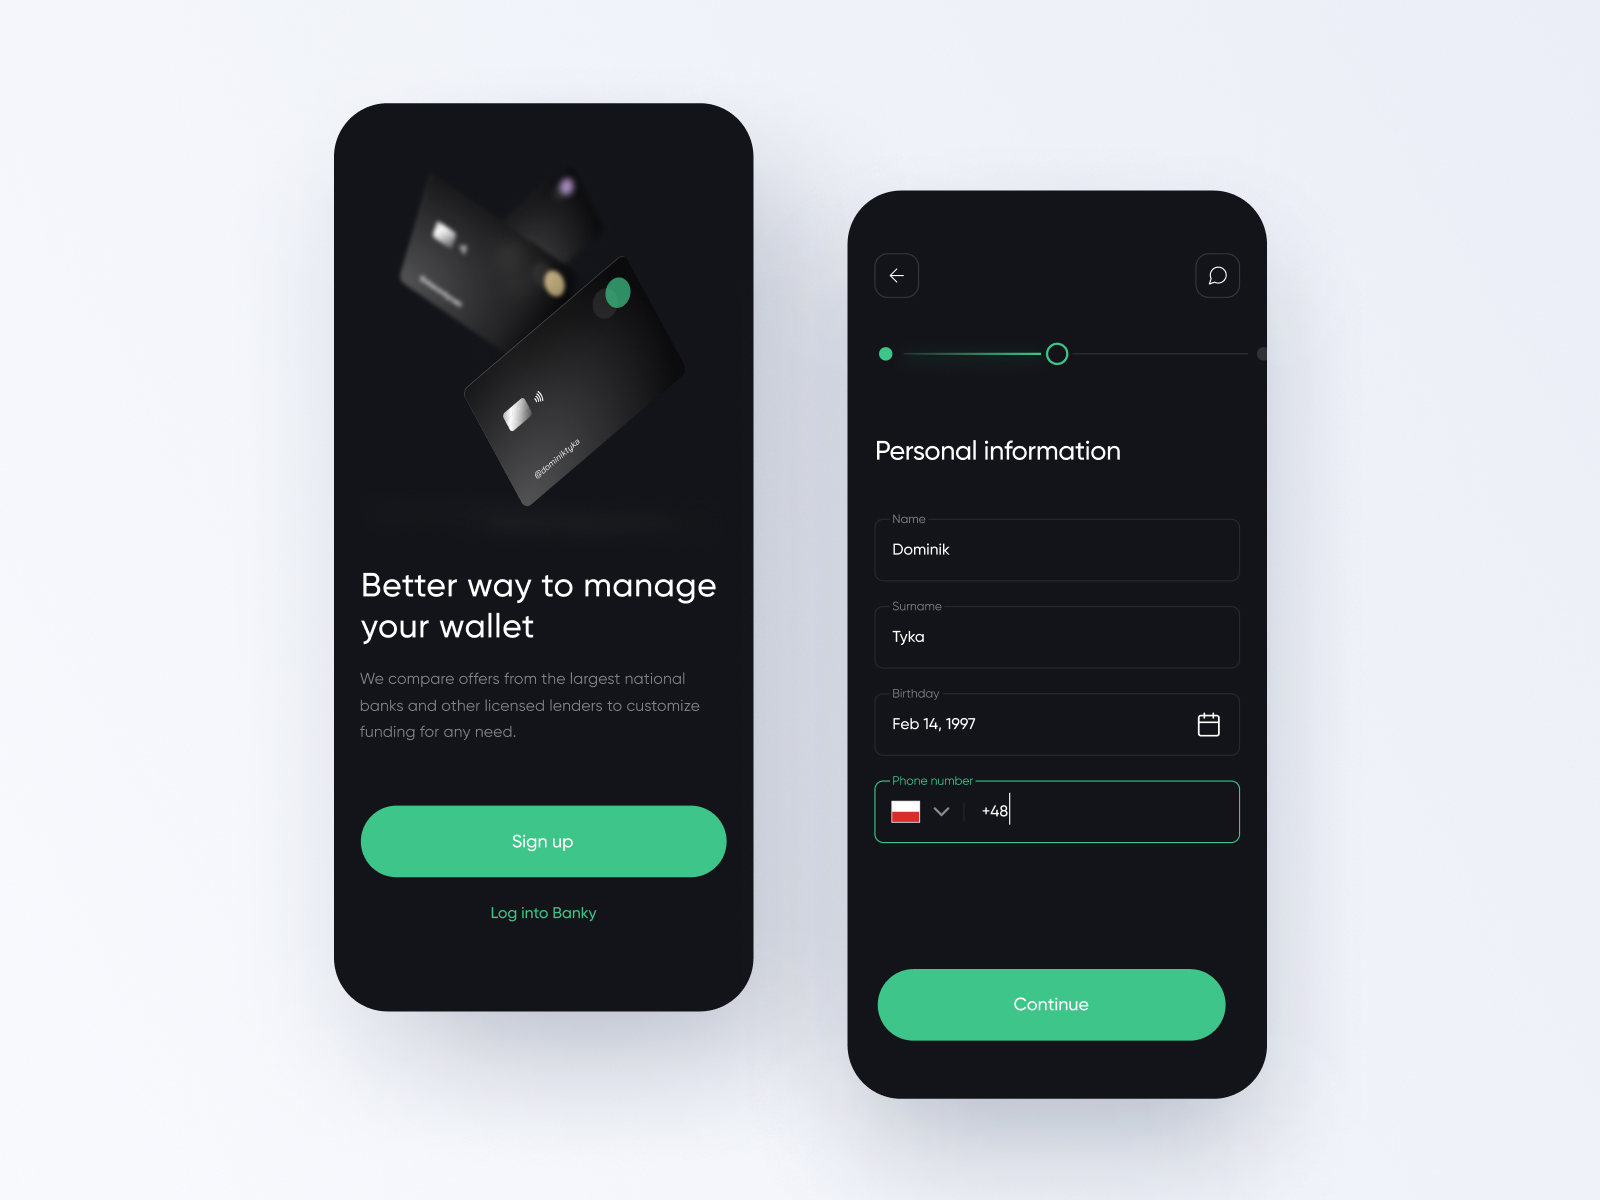 @dominiktyka
Better way to manage
your wallet
We compare offers from the largest national
banks and other licensed lenders to customize
funding for any need.
Sign up
Log into Banky
Personal information
Name
Dominik
Surname
Tyka
Birthday
Feb 14, 1997
Phone number
+48
Continue